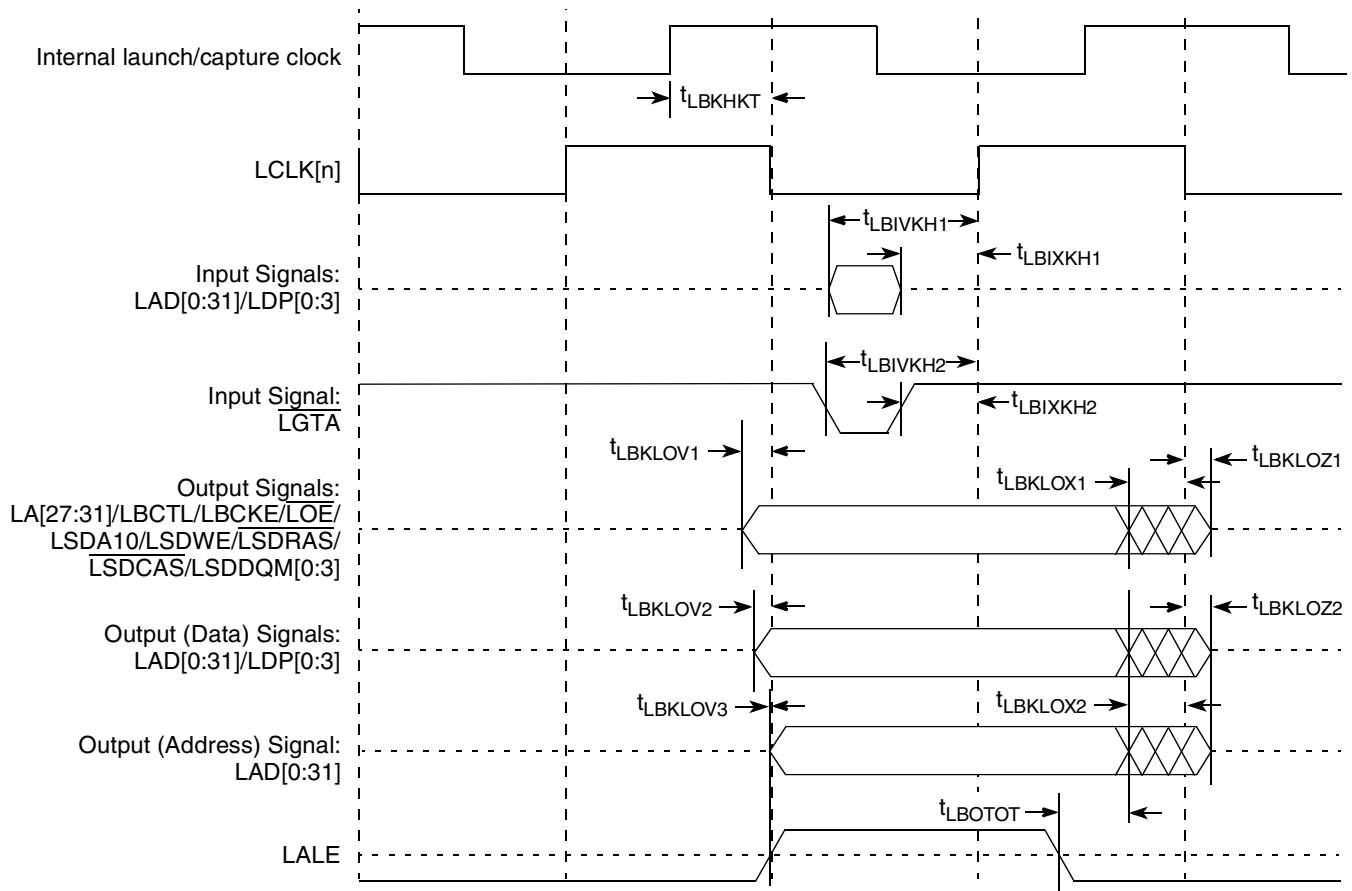 Internal launch/capture clock
tLBKHKT
LCLK[n]
tLBIVKH1
tLBIXKH1
Input Signals:
LAD[0:31]/LDP[0:3]
tLBIVKH2
Input Signal:
LGTA
tLBIXKH2
tLBKLOV1
tLBKLOZ1
tLBKLOX1
Output Signals:
LA[27:31]/LBCTL/LBCKE/LOE/
LSDA10/LSDWE/LSDRAS/
LSDCAS/LSDDQM[0:3]
tLBKLOV2
tLBKLOZ2
Output (Data) Signals:
LAD[0:31]/LDP[0:3]
tLBKLOV3
tLBKLOX2
Output (Address) Signal:
LAD[0:31]
tLBOTOT
LALE